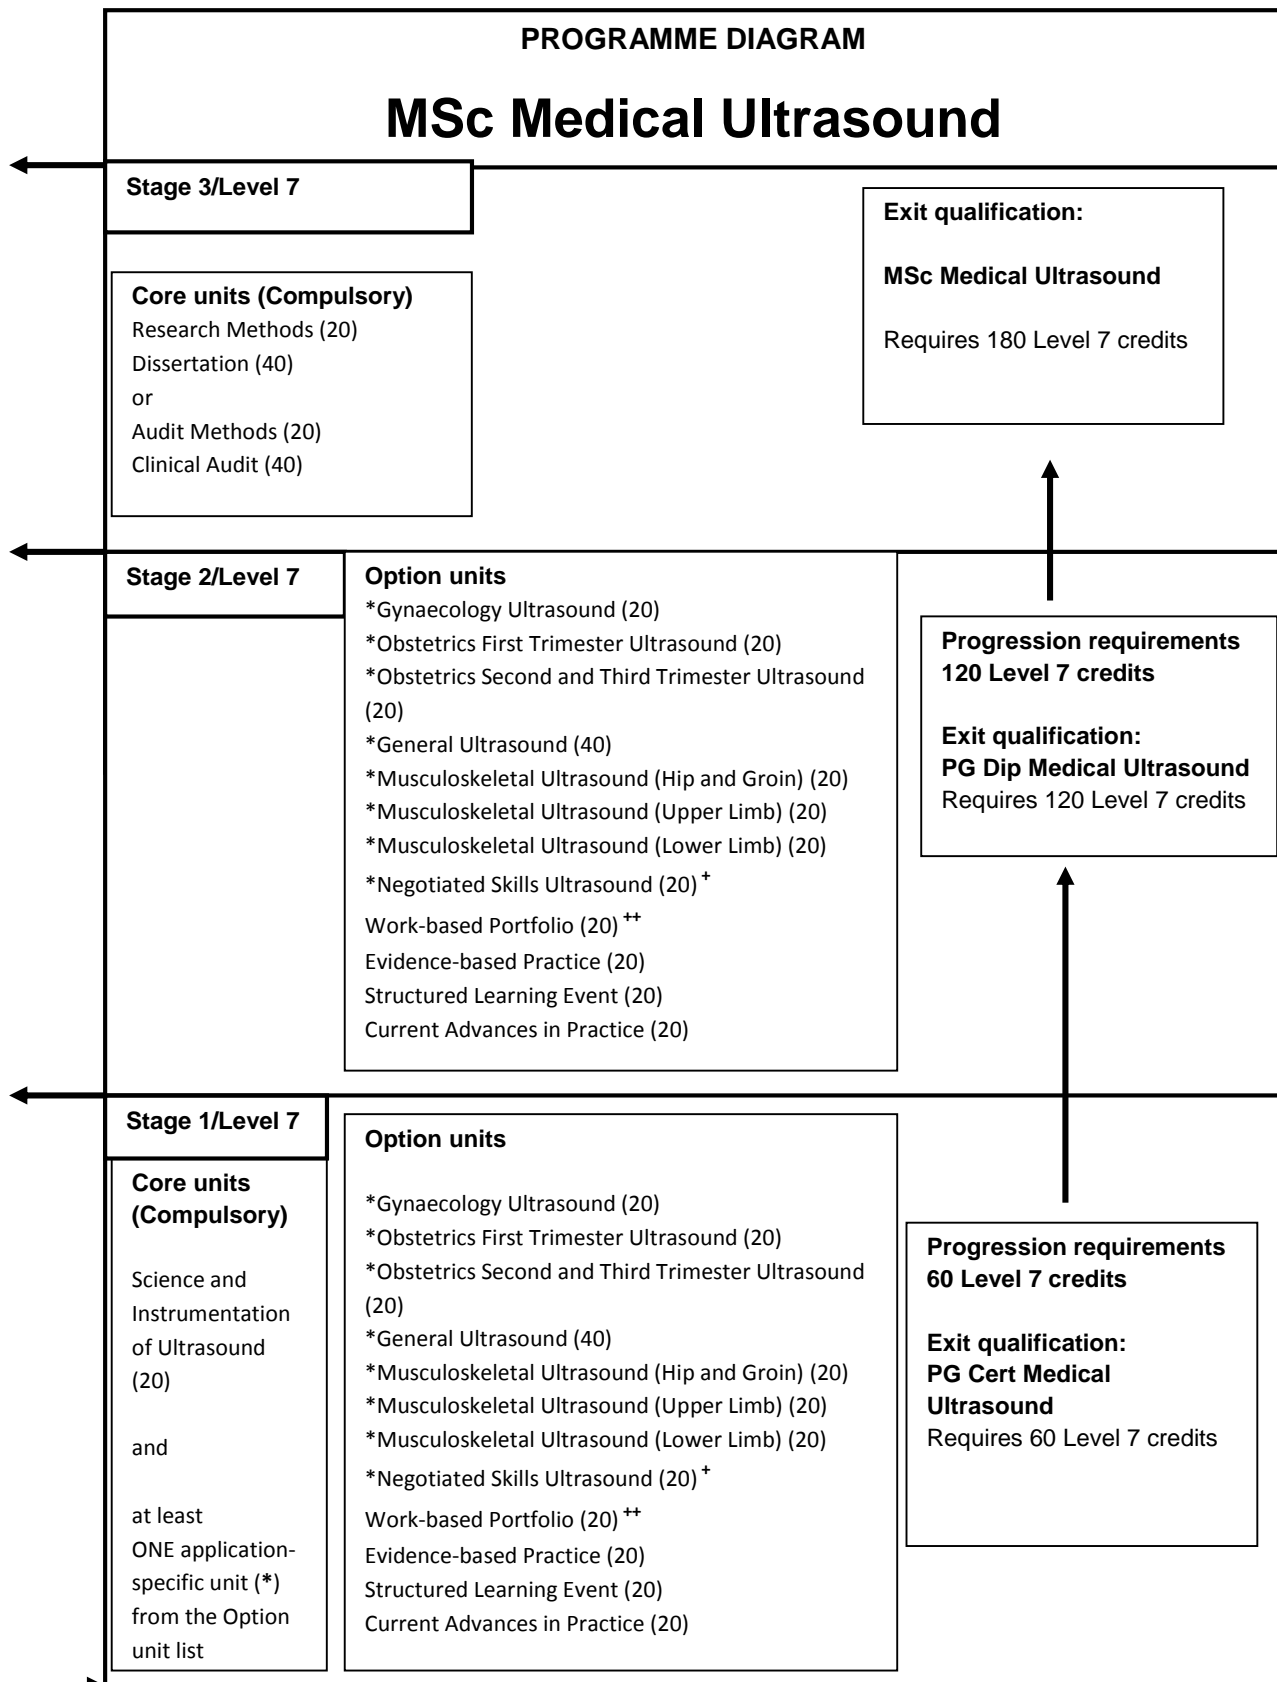 PROGRAMME DIAGRAM
MSc Medical Ultrasound
Stage 3/Level 7
Exit qualification:
MSc Medical Ultrasound
Requires 180 Level 7 credits
Core units (Compulsory)
Research Methods (20)
Dissertation (40)
or
Audit Methods (20)
Clinical Audit (40)
Stage 2/Level 7
Option units
*Gynaecology Ultrasound (20)
*Obstetrics First Trimester Ultrasound (20)
*Obstetrics Second and Third Trimester Ultrasound
(20)
*General Ultrasound (40)
*Musculoskeletal Ultrasound (Hip and Groin) (20)
*Musculoskeletal Ultrasound (Upper Limb) (20)
*Musculoskeletal Ultrasound (Lower Limb) (20)
*Negotiated Skills Ultrasound (20) +
Work-based Portfolio (20) ++
Evidence-based Practice (20)
Structured Learning Event (20)
Current Advances in Practice (20)
Progression requirements
120 Level 7 credits
Exit qualification:
PG Dip Medical Ultrasound
Requires 120 Level 7 credits
Stage 1/Level 7
Core units
(Compulsory)
Science and
Instrumentation
of Ultrasound
(20)
and
at least
ONE application-
specific unit (*)
from the Option
unit list
Option units
*Gynaecology Ultrasound (20)
*Obstetrics First Trimester Ultrasound (20)
*Obstetrics Second and Third Trimester Ultrasound
(20)
*General Ultrasound (40)
*Musculoskeletal Ultrasound (Hip and Groin) (20)
*Musculoskeletal Ultrasound (Upper Limb) (20)
*Musculoskeletal Ultrasound (Lower Limb) (20)
*Negotiated Skills Ultrasound (20) +
Work-based Portfolio (20) ++
Evidence-based Practice (20)
Structured Learning Event (20)
Current Advances in Practice (20)
Progression requirements
60 Level 7 credits
Exit qualification:
PG Cert Medical
Ultrasound
Requires 60 Level 7 credits